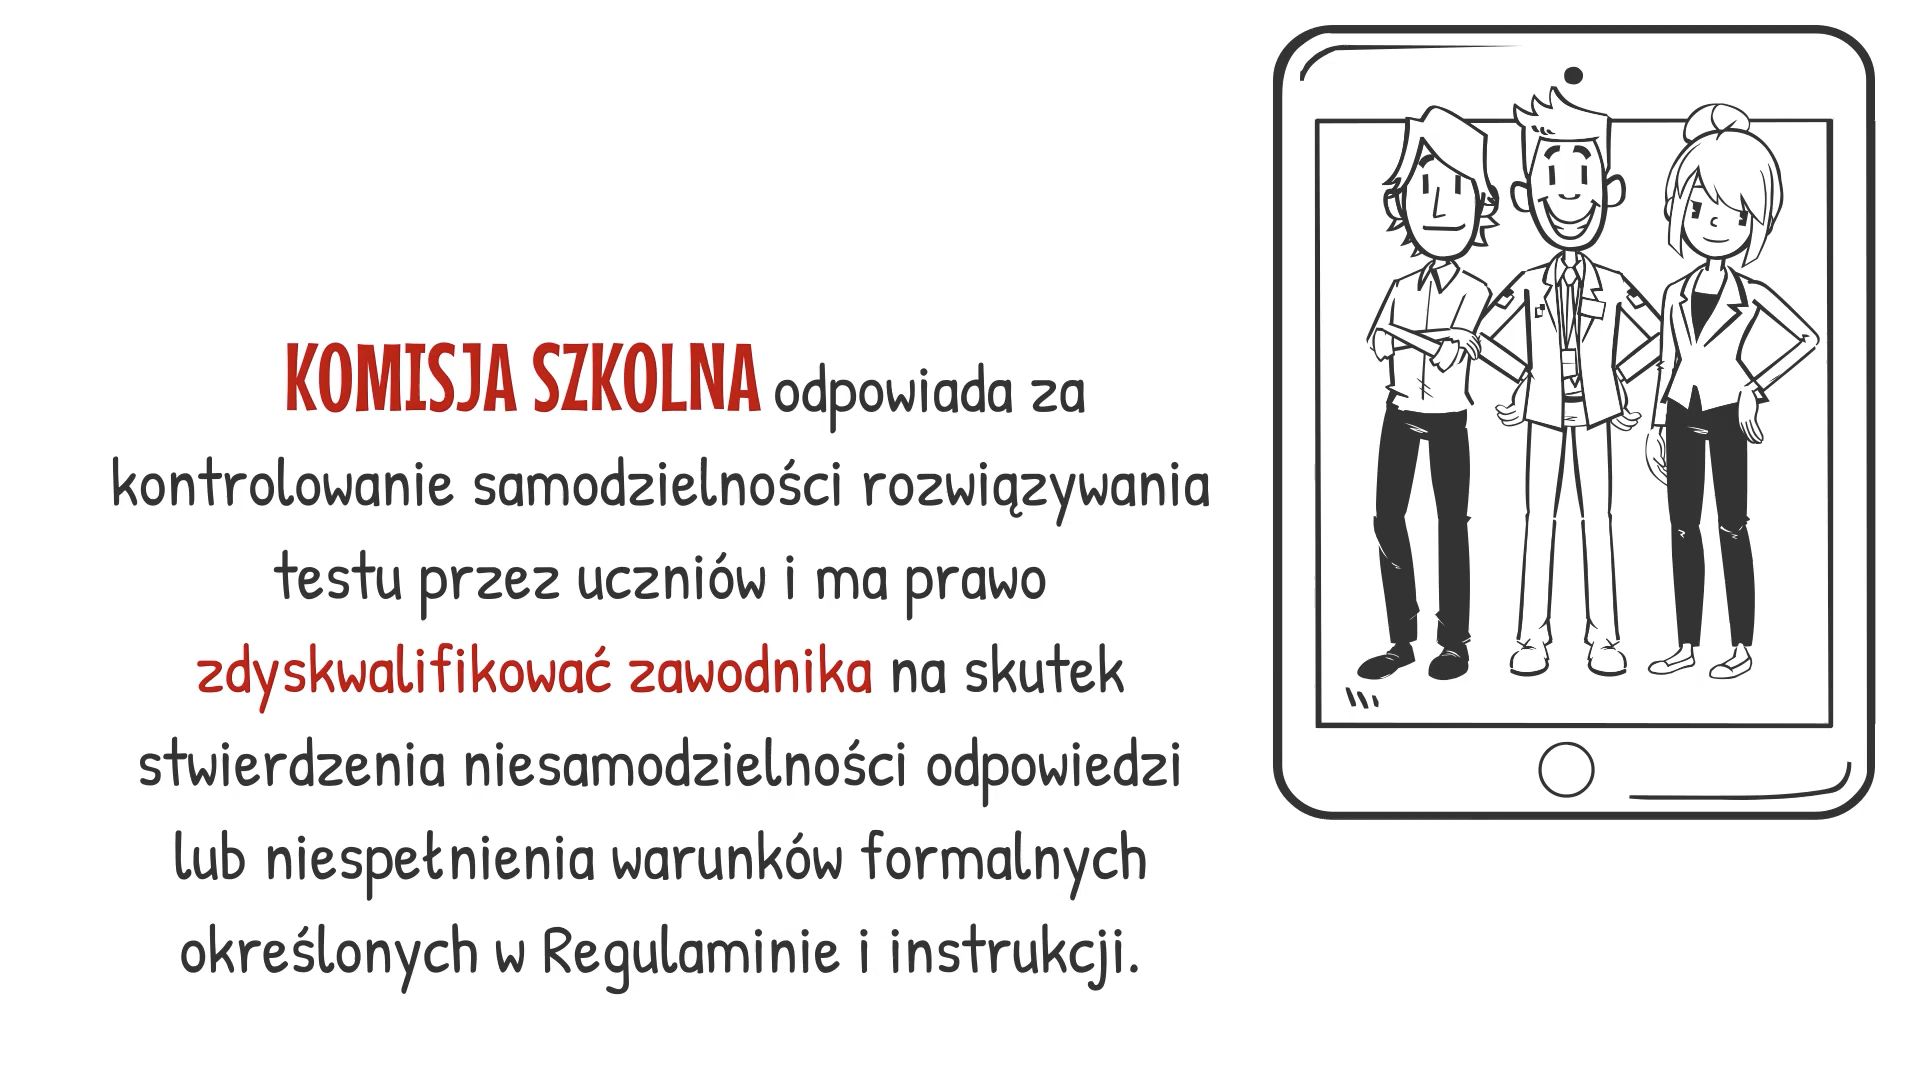 KOMISJA SZKOLNA odpowiada za
kontrolowanie samodzielności rozwiązywania
testu przez uczniów i ma prawo
zdyskwalifikować zawodnika na skutek
stwierdzenia niesamodzielności odpowiedzi
lub niespełnienia warunków formalnych
określonych w Regulaminie i instrukcji.